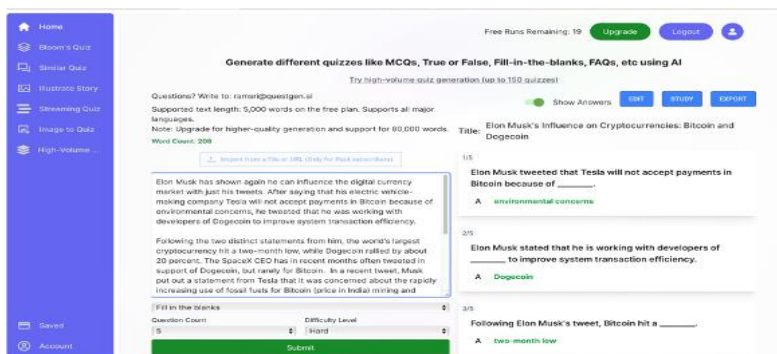 Home
Bloom's Quiz
Similar Quiz
Illustrate Story
Streaming Quiz
Image to Quiz
High-Volume ...
Saved
Account
Free Runs Remaining: 19
Upgrade
Logout
Generate different quizzes like MCQs, True or False, Fill-in-the-blanks, FAQs, etc using AI
Try high-volume quiz generation (up to 150 quizzes)
Questions? Write to: ramsri@questgen.ai
Supported text length: 5,000 words on the free plan. Supports all major
languages.
Note: Upgrade for higher-quality generation and support for 80,000 words.
Word Count: 208
Import from a File or URL (Only for Paid subscribers)
Elon Musk has shown again he can influence the digital currency
market with just his tweets. After saying that his electric vehicle-
making company Tesla will not accept payments in Bitcoin because of
environmental concerns, he tweeted that he was working with
developers of Dogecoin to improve system transaction efficiency.
Following the two distinct statements from him, the world's largest
cryptocurrency hit a two-month low, while Dogecoin rallied by about
20 percent. The SpaceX CEO has in recent months often tweeted in
support of Dogecoin, but rarely for Bitcoin. In a recent tweet, Musk
put out a statement from Tesla that it was concerned about the rapidly
increasing use of fossil fuels for Bitcoin (price in India) mining and
Fill in the blanks
Question Count
Difficulty Level
5
Hard
Submit
Show Answers
EDIT
STUDY
EXPORT
Title:
Elon Musk's Influence on Cryptocurrencies: Bitcoin and
Dogecoin
1/5
Elon Musk tweeted that Tesla will not accept payments in
Bitcoin because of ______.
A environmental concerns
2/5
Elon Musk stated that he is working with developers of
______ to improve system transaction efficiency.
A Dogecoin
3/5
Following Elon Musk's tweet, Bitcoin hit a ______.
A two-month low